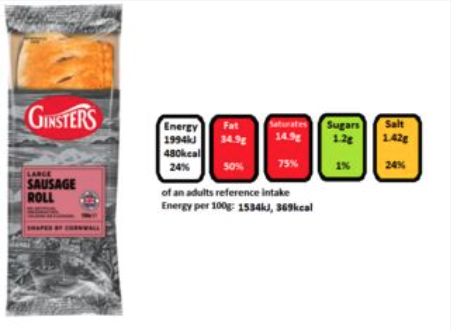 GINSTERS
LARGE
SAUSAGE
ROLL
SHAPED BY CORNWALL
Energy
1994kJ
480kcal
24%
Fat
34.9g
50%
Saturates
14.9g
75%
Sugars
1.2g
1%
Salt
1.42g
24%
of an adults reference intake
Energy per 100g: 1534kJ, 369kcal